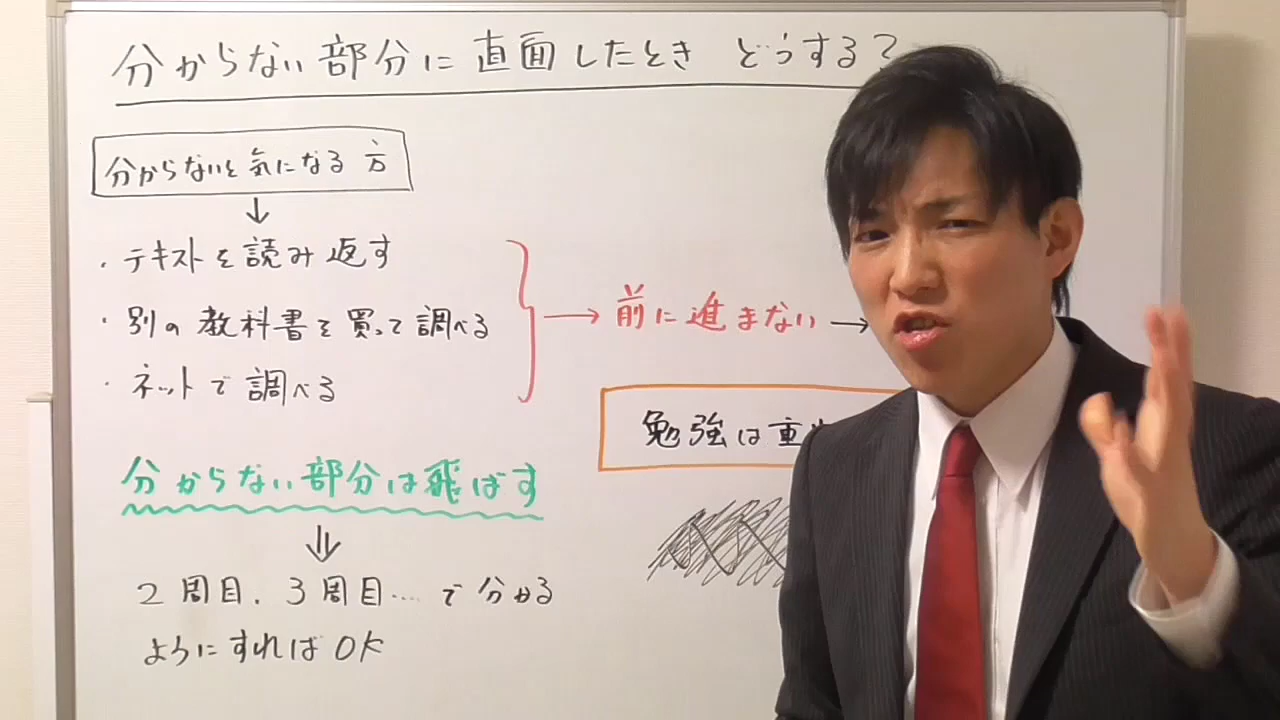 分からない部分に直面したとき どうする?
分からないと気になる方
↓
・テキストを読み返す
・別の教科書を買って調べる
・ネットで調べる
→ 前に進まない →
勉強は重
分からない部分は飛ばす
⇓
2周目、3周目…で分かる
ようにすればOK